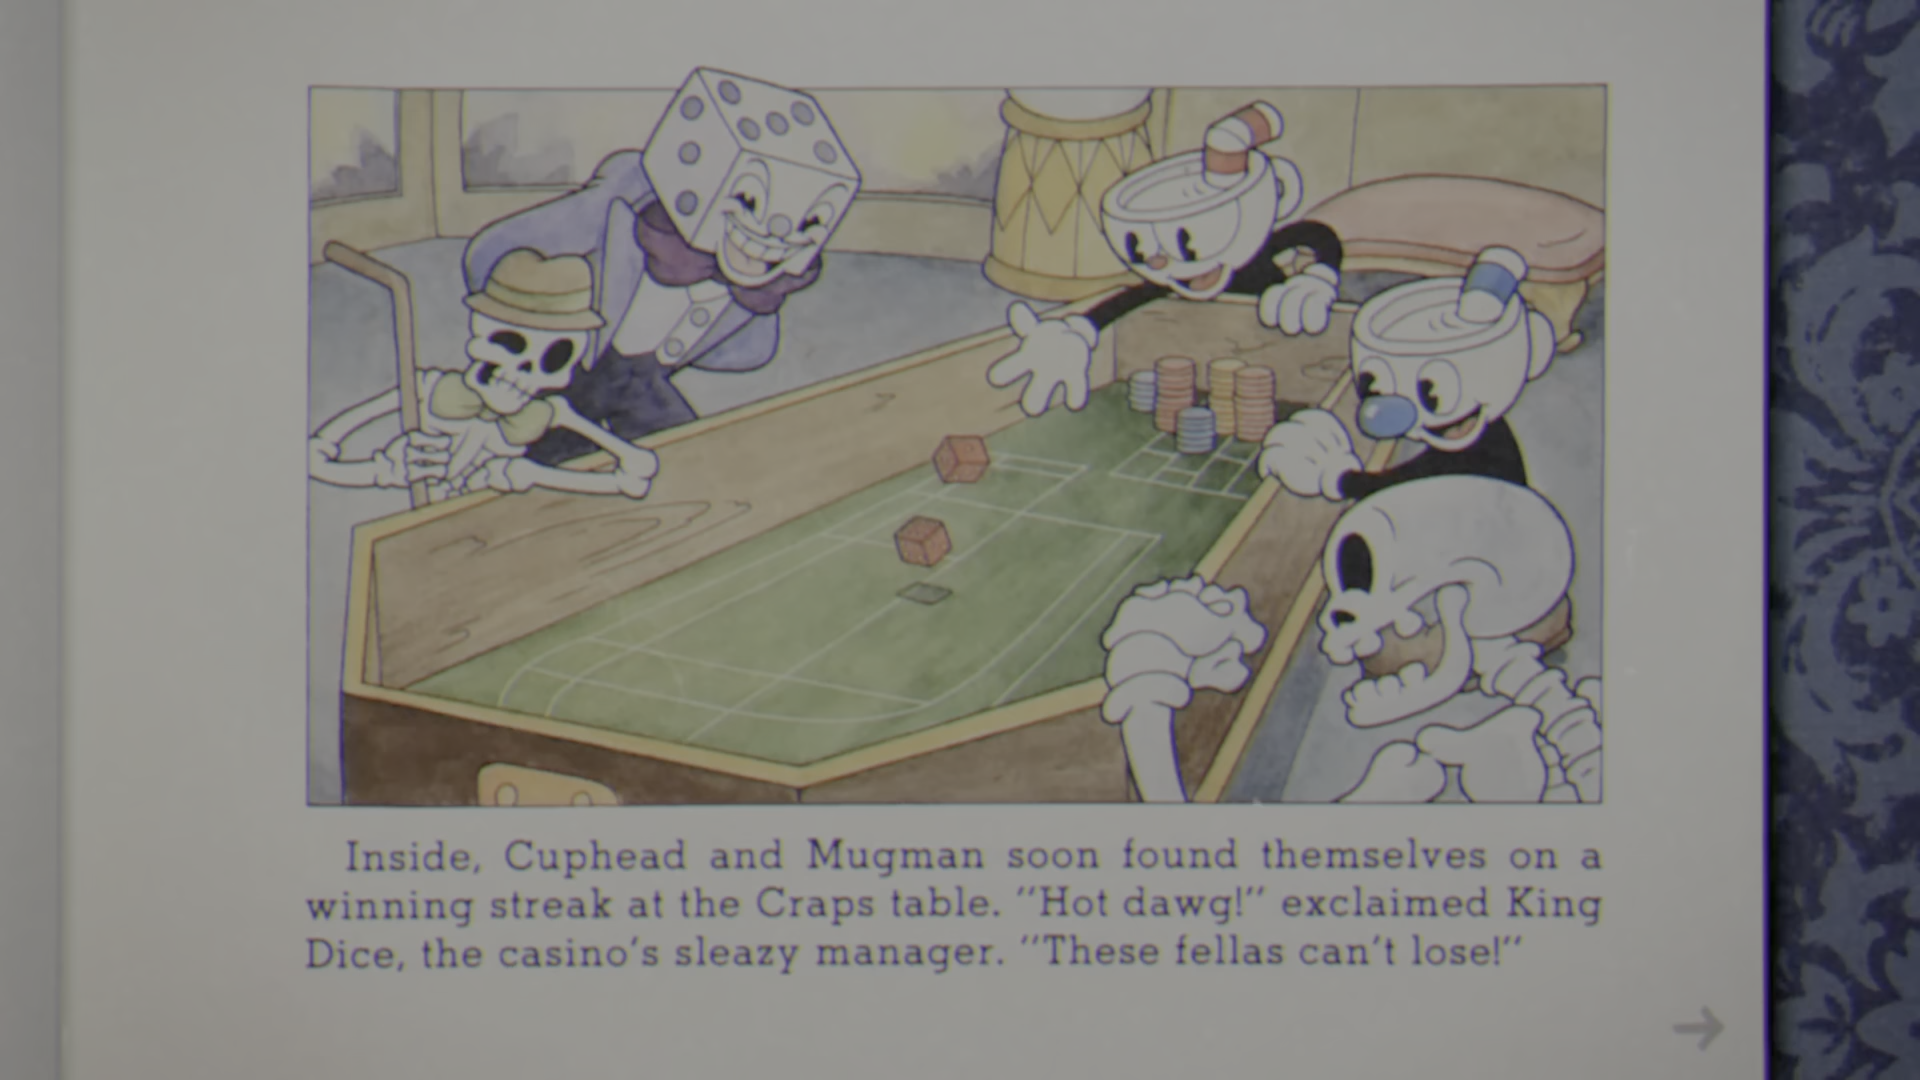 Inside, Cuphead and Mugman soon found themselves on a
winning streak at the Craps table. "Hot dawg!" exclaimed King
Dice, the casino's sleazy manager. "These fellas can't lose!"